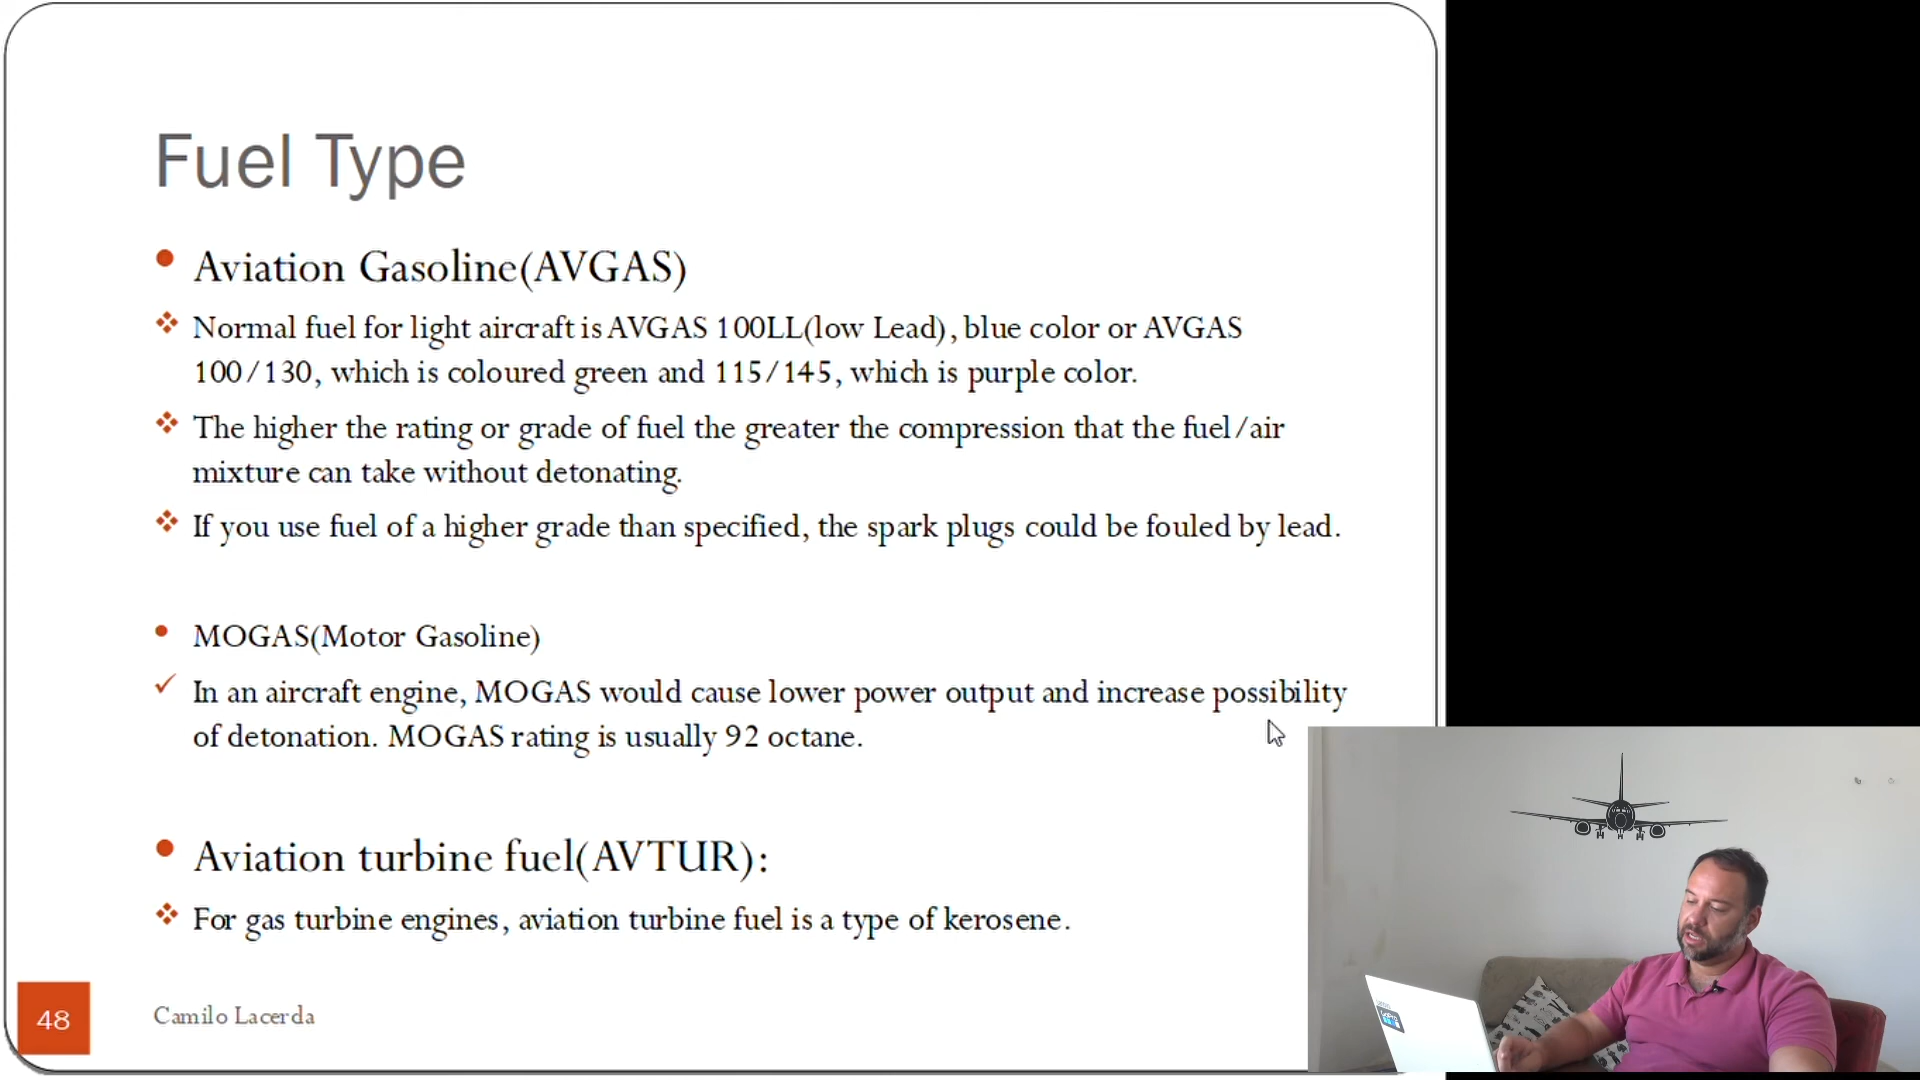 Fuel Type
Aviation Gasoline(AVGAS)
Normal fuel for light aircraft is AVGAS 100LL(low Lead), blue color or AVGAS
100/130, which is coloured green and 115/145, which is purple color.
The higher the rating or grade of fuel the greater the compression that the fuel/air
mixture can take without detonating.
If you use fuel of a higher grade than specified, the spark plugs could be fouled by lead.
MOGAS(Motor Gasoline)
In an aircraft engine, MOGAS would cause lower power output and increase possibility
of detonation. MOGAS rating is usually 92 octane.
Aviation turbine fuel(AVTUR):
For gas turbine engines, aviation turbine fuel is a type of kerosene.
48
Camilo Lacerda
GoPro